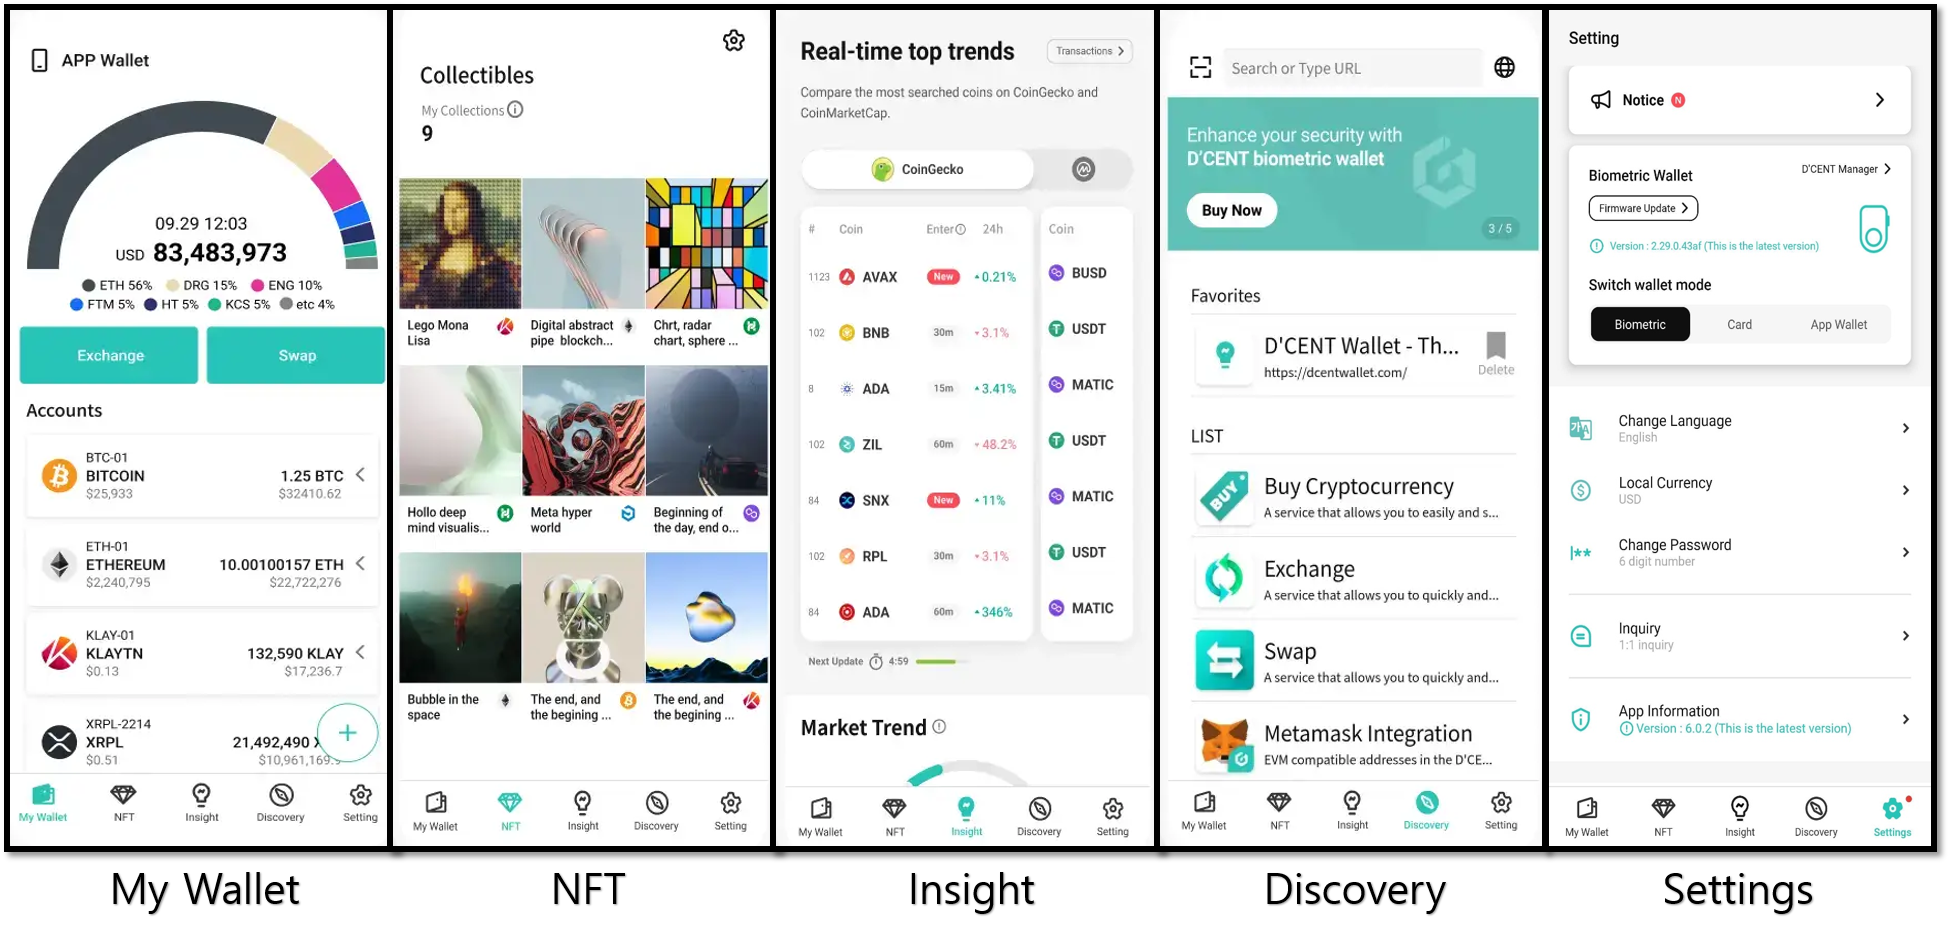 APP Wallet
09.29 12:03
USD 83,483,973
ETH 56% DRG 15% ENG 10%
FTM 5% HT 5% KCS 5% etc 4%
Exchange Swap
Accounts
BTC-01
BITCOIN 1.25 BTC
$25,933 $32410.62
ETH-01
ETHEREUM 10.00100157 ETH
$2,240,795 $22,722,276
KLAY-01
KLAYTN 132,590 KLAY
$0.13 $17,236.7
XRPL-2214
XRPL 21,492,490
$0.51 $10,961,169.
My Wallet NFT Insight Discovery Setting
Collectibles
My Collections
9
Lego Mona
Lisa
Digital abstract
pipe blockch...
Chrt, radar
chart, sphere ...
Hollo deep
mind visualis...
Meta hyper
world
Beginning of
the day, end o...
Bubble in the
space
The end, and
the begining ...
The end, and
the begining ...
My Wallet NFT Insight Discovery Setting
Real-time top trends Transactions
Compare the most searched coins on CoinGecko and
CoinMarketCap.
CoinGecko
# Coin Enter 24h Coin
1123 AVAX New 0.21% BUSD
102 BNB 30m 3.1% USDT
8 ADA 15m 3.41% MATIC
102 ZIL 60m 48.2% USDT
84 SNX New 11% MATIC
102 RPL 30m 3.1% USDT
84 ADA 60m 346% MATIC
Next Update 4:59
Market Trend
My Wallet NFT Insight Discovery Setting
Search or Type URL
Enhance your security with
D'CENT biometric wallet
Buy Now
3 / 5
Favorites
D'CENT Wallet - Th...
https://dcentwallet.com/
Delete
LIST
BUY
Buy Cryptocurrency
A service that allows you to easily and s...
Exchange
A service that allows you to quickly and...
Swap
A service that allows you to quickly and...
Metamask Integration
EVM compatible addresses in the D'CE...
My Wallet NFT Insight Discovery Setting
Setting
Notice N
D'CENT Manager
Biometric Wallet
Firmware Update
Version : 2.29.0.43af (This is the latest version)
Switch wallet mode
Biometric Card App Wallet
Change Language
English
Local Currency
USD
Change Password
6 digit number
Inquiry
1:1 inquiry
App Information
Version : 6.0.2 (This is the latest version)
My Wallet NFT Insight Discovery Settings
My Wallet NFT Insight Discovery Settings